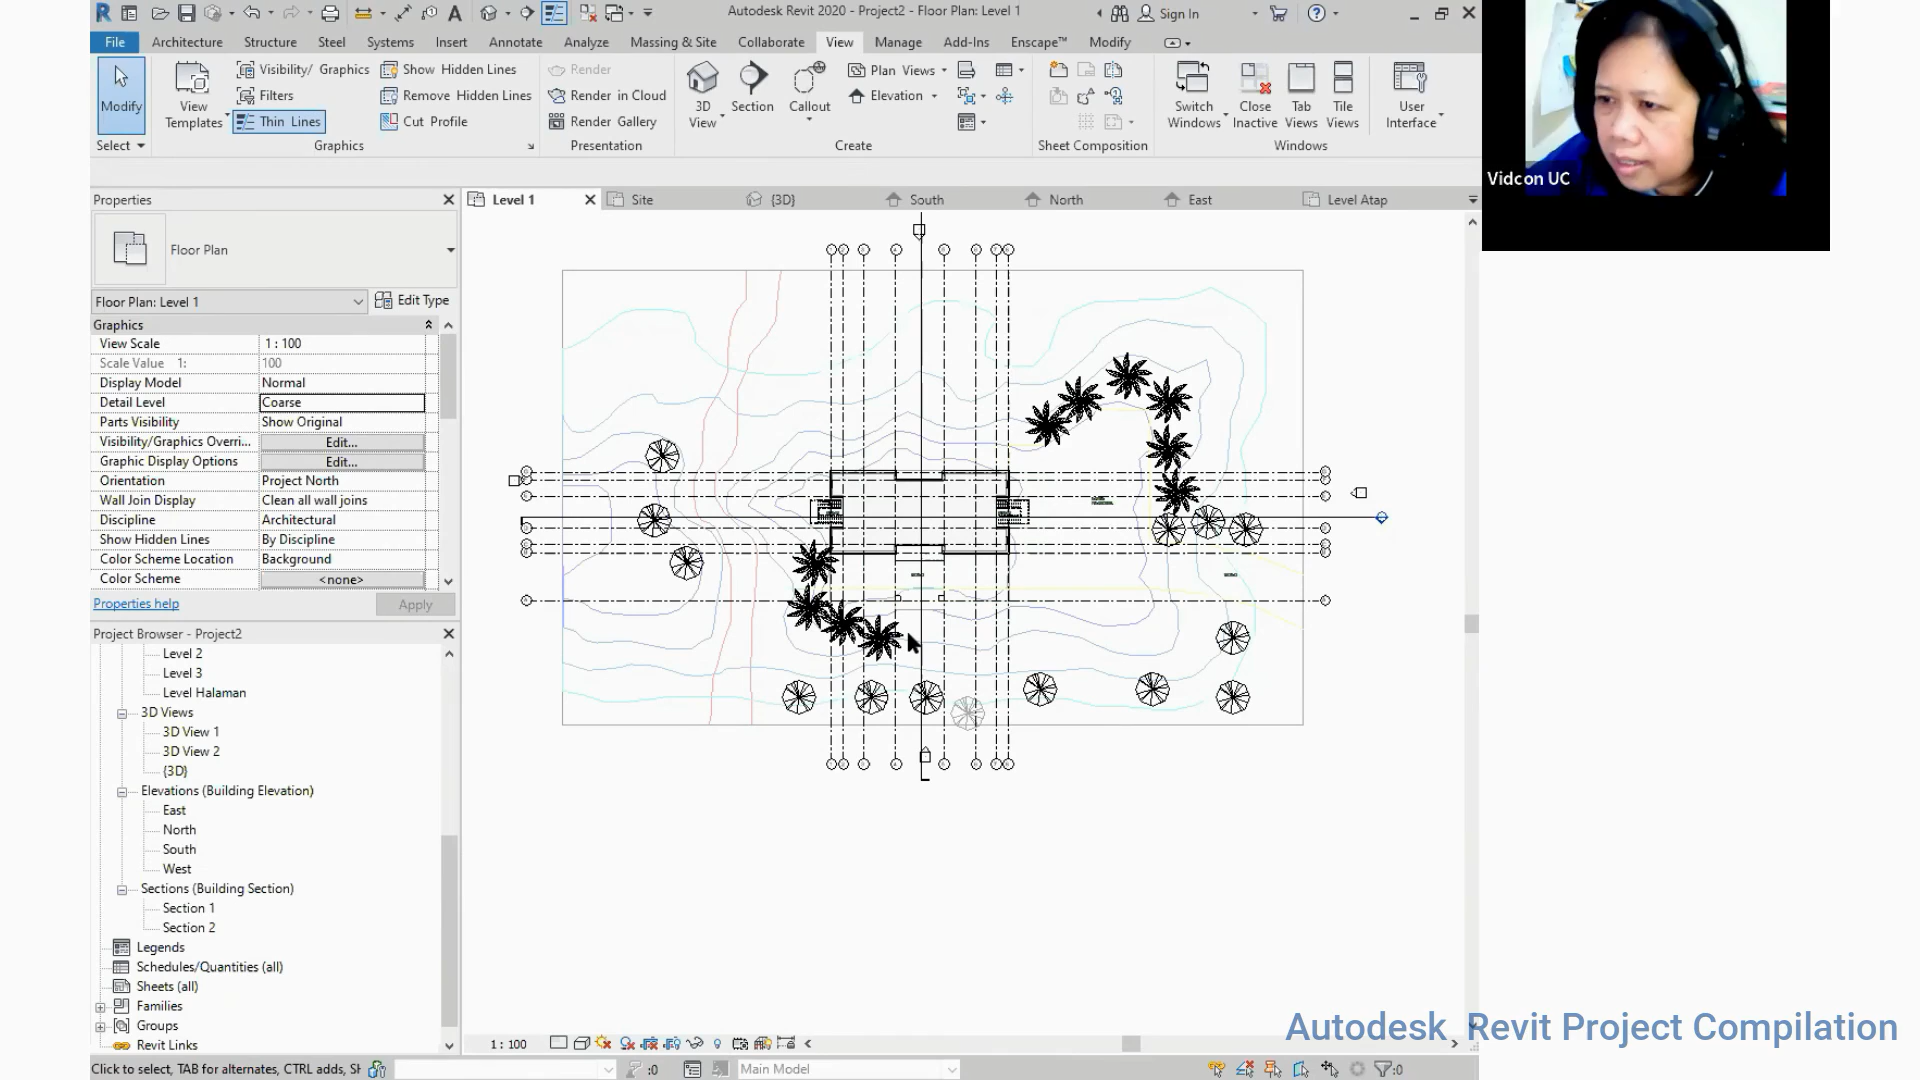 Autodesk Revit 2020 - Project2 - Floor Plan: Level 1
Sign In
File
Architecture
Structure
Steel
Systems
Insert
Annotate
Analyze
Massing & Site
Collaborate
View
Manage
Add-Ins
Enscape™
Modify
Modify
View
Templates
Visibility/ Graphics
Filters
Thin Lines
Show Hidden Lines
Remove Hidden Lines
Cut Profile
Render
Render in Cloud
Render Gallery
3D
View
Section
Callout
Plan Views
Elevation
Switch
Windows
Close
Inactive
Tab
Views
Tile
Views
User
Interface
Select
Graphics
Presentation
Create
Sheet Composition
Windows
Vidcon UC
Properties
Floor Plan
Floor Plan: Level 1
Edit Type
Graphics
View Scale
1 : 100
Scale Value 1:
100
Display Model
Normal
Detail Level
Coarse
Parts Visibility
Show Original
Visibility/Graphics Overri...
Edit...
Graphic Display Options
Edit...
Orientation
Project North
Wall Join Display
Clean all wall joins
Discipline
Architectural
Show Hidden Lines
By Discipline
Color Scheme Location
Background
Color Scheme
<none>
Properties help
Apply
Project Browser - Project2
Level 2
Level 3
Level Halaman
3D Views
3D View 1
3D View 2
{3D}
Elevations (Building Elevation)
East
North
South
West
Sections (Building Section)
Section 1
Section 2
Legends
Schedules/Quantities (all)
Sheets (all)
Families
Groups
Revit Links
Level 1
Site
{3D}
South
North
East
Level Atap
1 : 100
Click to select, TAB for alternates, CTRL adds, SH
:0
Main Model
:0
Autodesk Revit Project Compilation